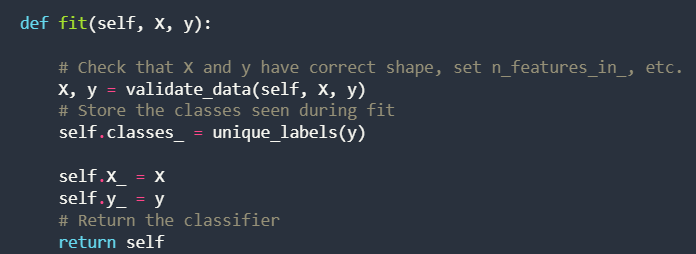 def fit(self, X, y):
# Check that X and y have correct shape, set n_features_in_, etc.
X, y = validate_data(self, X, y)
# Store the classes seen during fit
self.classes_ = unique_labels(y)
self.X_ = X
self.y_ = y
# Return the classifier
return self